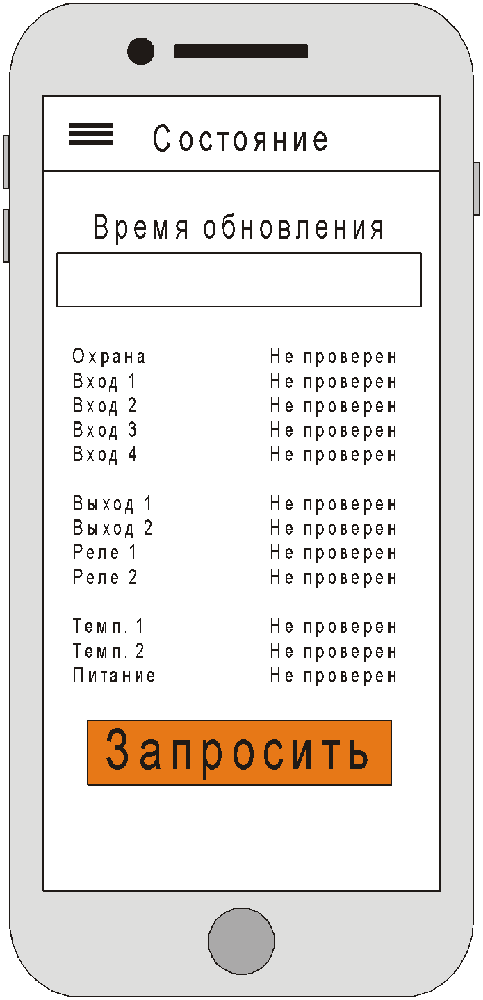 Состояние
Время обновления
Охрана Не проверен
Вход 1 Не проверен
Вход 2 Не проверен
Вход 3 Не проверен
Вход 4 Не проверен
Выход 1 Не проверен
Выход 2 Не проверен
Реле 1 Не проверен
Реле 2 Не проверен
Темп. 1 Не проверен
Темп. 2 Не проверен
Питание Не проверен
Запросить